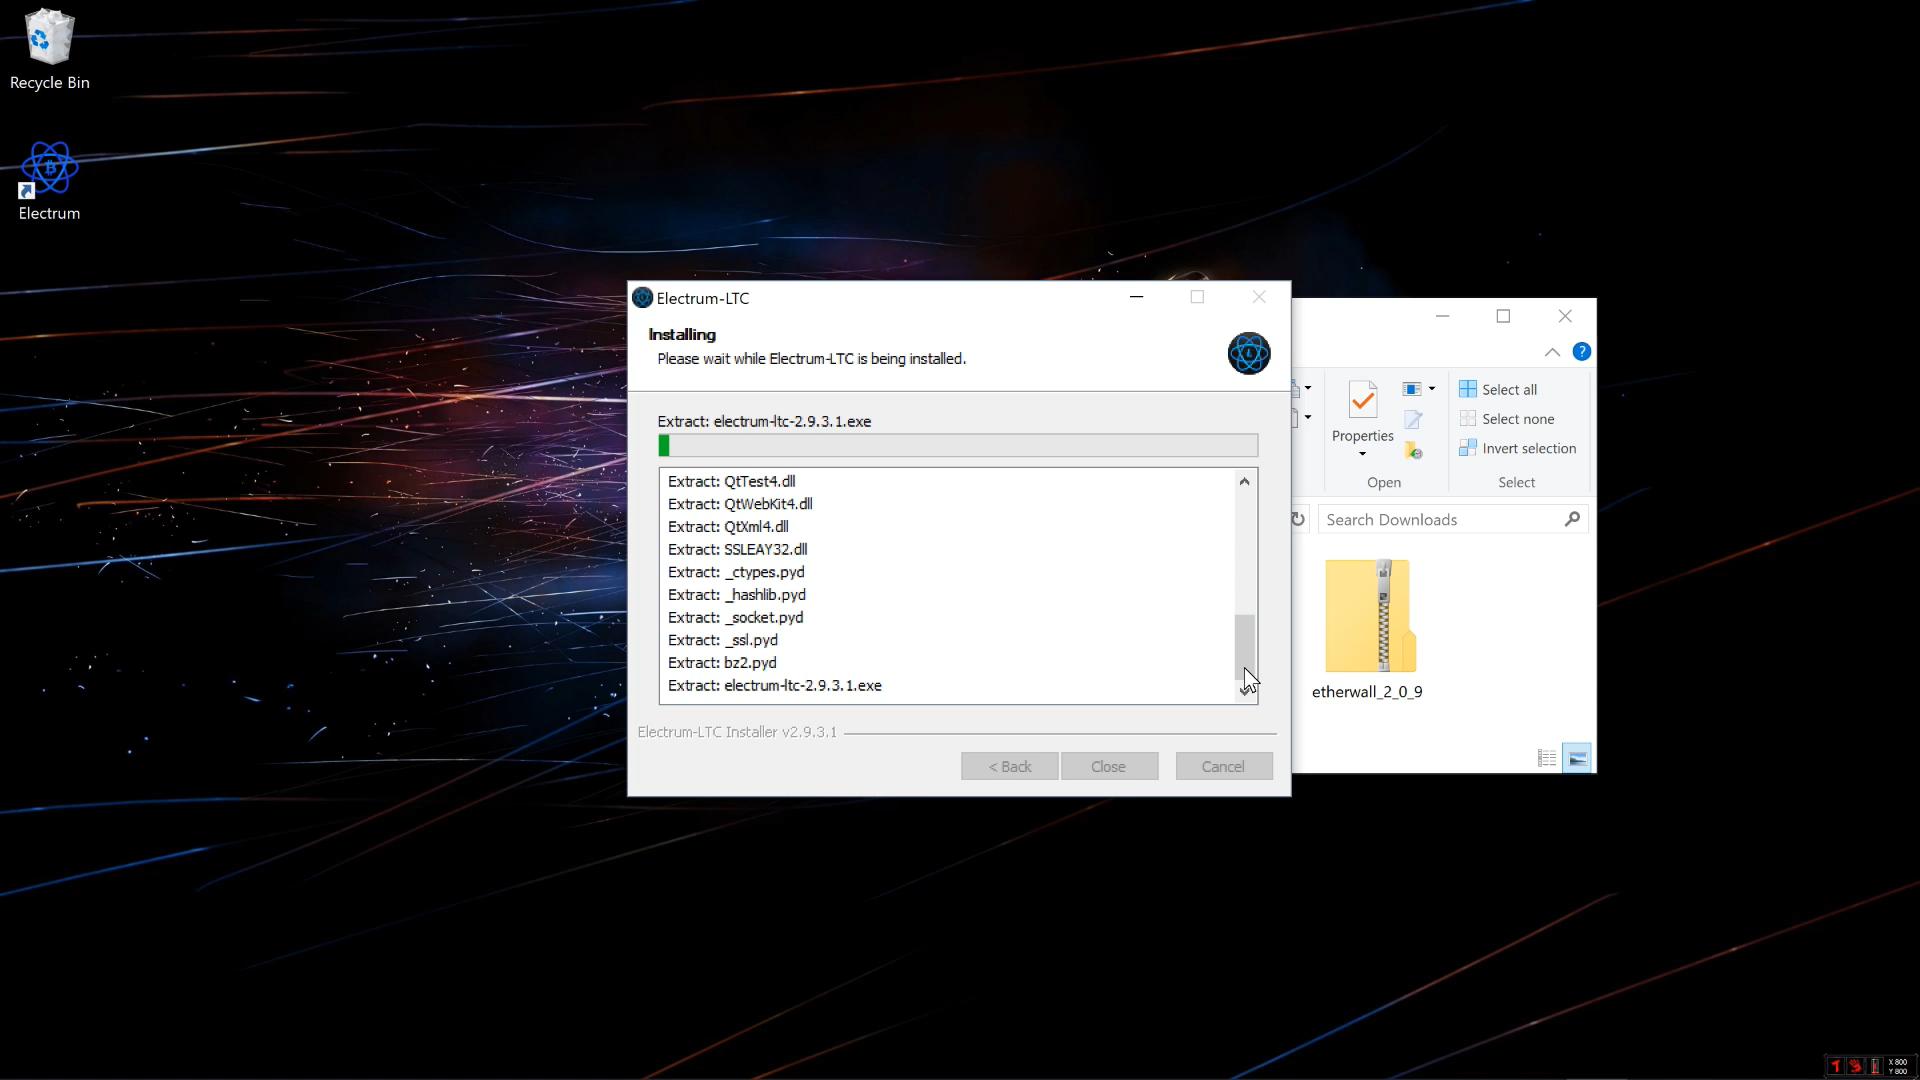 Recycle Bin
Electrum
Electrum-LTC
Installing
Please wait while Electrum-LTC is being installed.
Extract: electrum-ltc-2.9.3.1.exe
Extract: QtTest4.dll
Extract: QtWebKit4.dll
Extract: QtXml4.dll
Extract: SSLEAY32.dll
Extract: _ctypes.pyd
Extract: _hashlib.pyd
Extract: _socket.pyd
Extract: _ssl.pyd
Extract: bz2.pyd
Extract: electrum-ltc-2.9.3.1.exe
Electrum-LTC Installer v2.9.3.1
< Back
Close
Cancel
?
Properties
Select all
Select none
Invert selection
Open
Select
Search Downloads
etherwall_2_0_9
X 800
Y 800